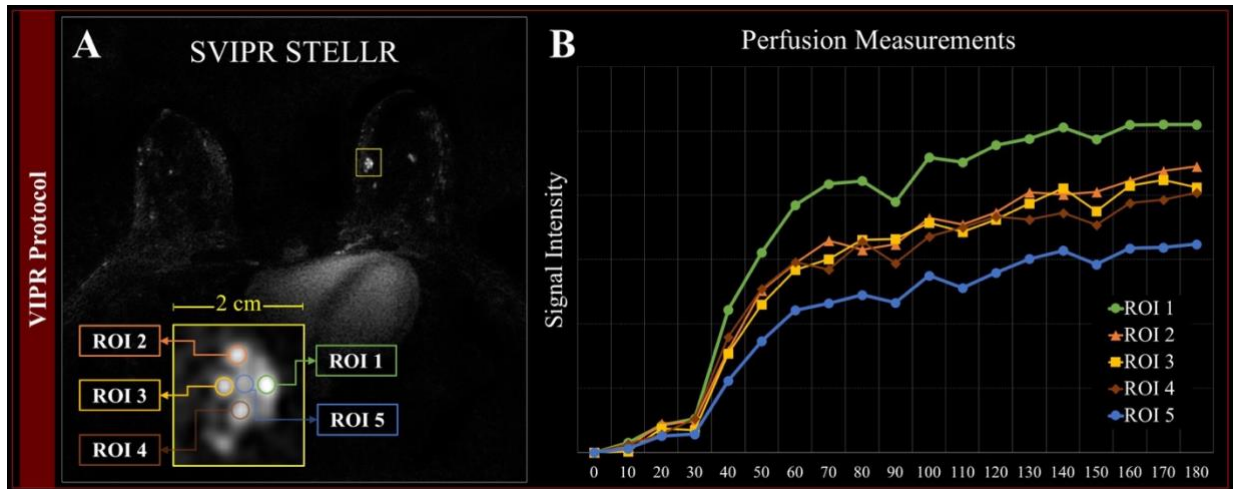 VIPR Protocol
A
SVIPR STELLR
2 cm
ROI 2
ROI 1
ROI 3
ROI 5
ROI 4
B
Perfusion Measurements
Signal Intensity
ROI 1
ROI 2
ROI 3
ROI 4
ROI 5
0 10 20 30 40 50 60 70 80 90 100 110 120 130 140 150 160 170 180